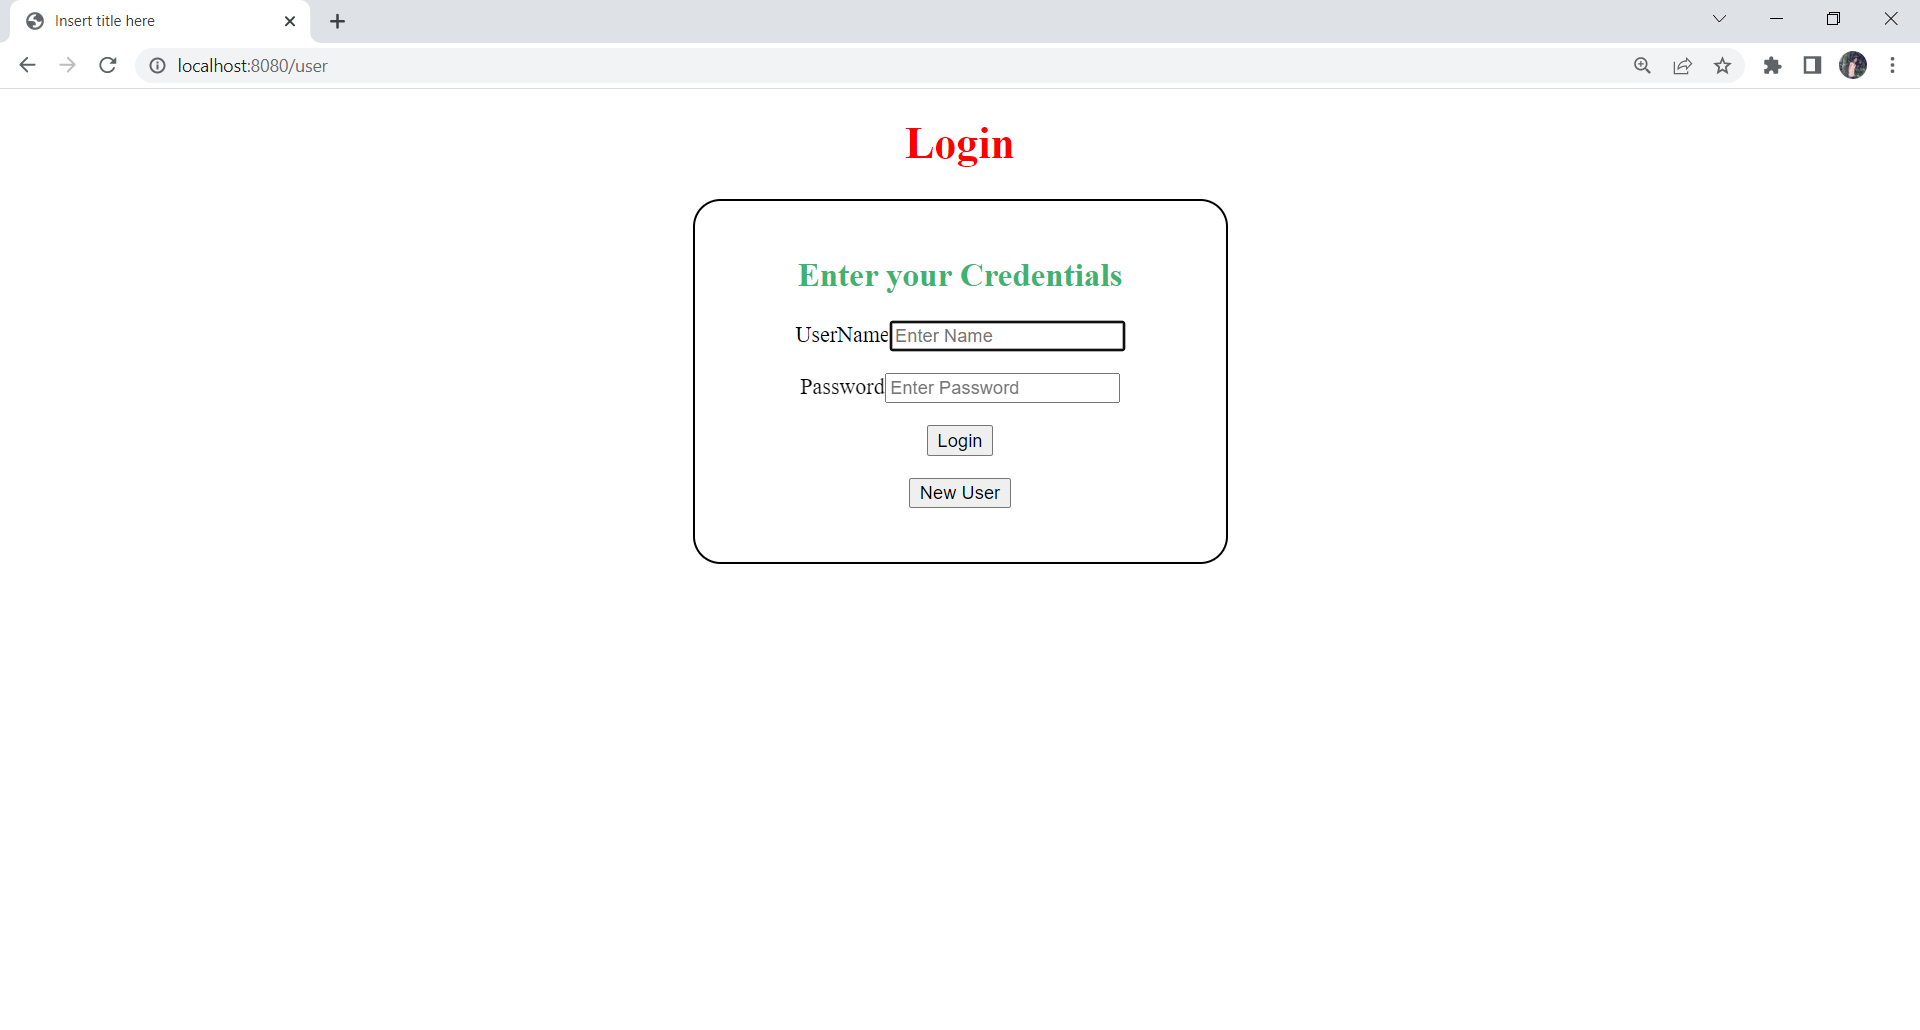 Insert title here
localhost:8080/user
Login
Enter your Credentials
UserName Enter Name
Password Enter Password
Login
New User